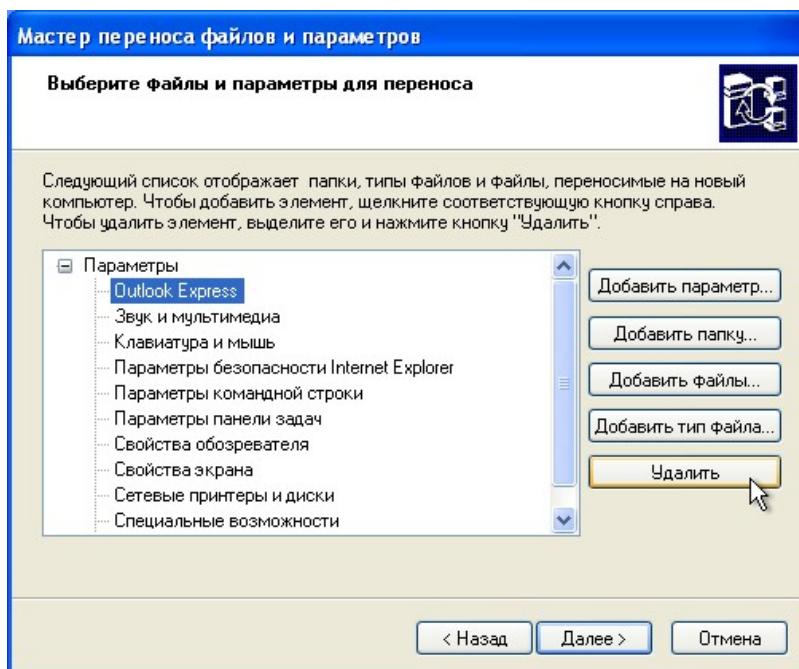 Мастер переноса файлов и параметров
Выберите файлы и параметры для переноса
Следующий список отображает папки, типы файлов и файлы, переносимые на новый
компьютер. Чтобы добавить элемент, щелкните соответствующую кнопку справа.
Чтобы удалить элемент, выделите его и нажмите кнопку "Удалить".
Параметры
Outlook Express
Звук и мультимедиа
Клавиатура и мышь
Параметры безопасности Internet Explorer
Параметры командной строки
Параметры панели задач
Свойства обозревателя
Свойства экрана
Сетевые принтеры и диски
Специальные возможности
Добавить параметр...
Добавить папку...
Добавить файлы...
Добавить тип файла...
Удалить
< Назад
Далее >
Отмена